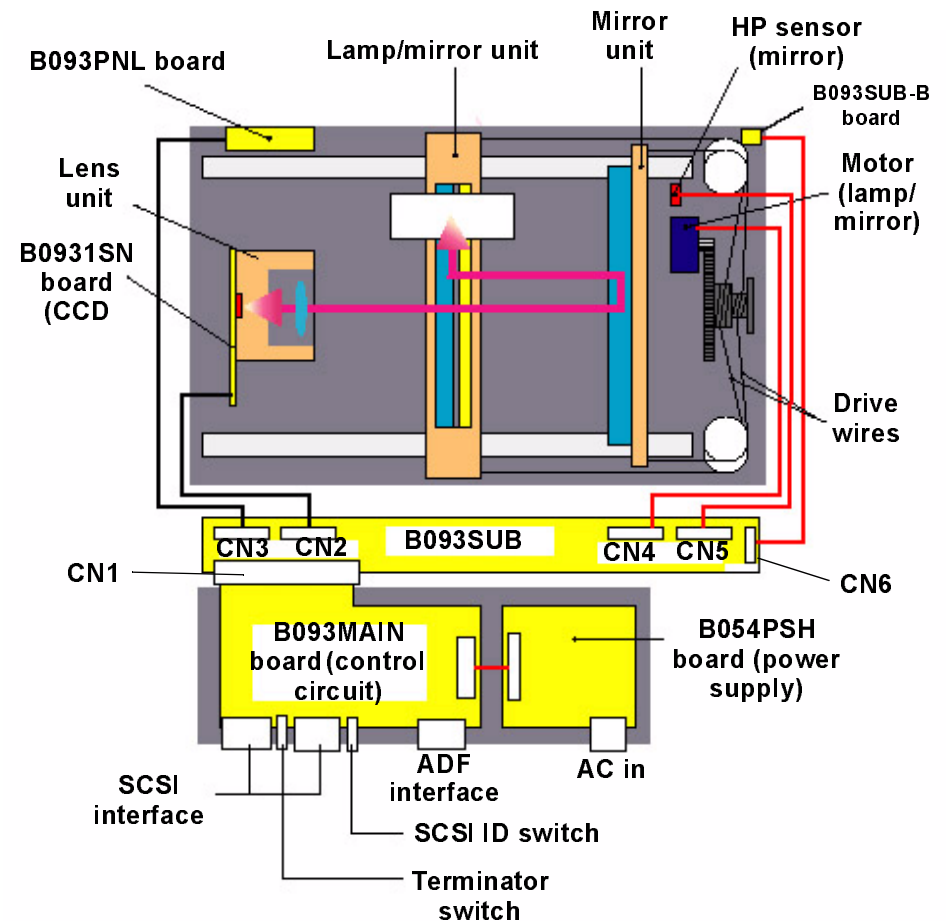 B093PNL board
Lamp/mirror unit
Mirror
unit
HP sensor
(mirror)
B093SUB-B
board
Lens
unit
Motor
(lamp/
mirror)
B0931SN
board
(CCD
Drive
wires
CN3
CN2
B093SUB
CN4
CN5
CN1
CN6
B093MAIN
board (control
circuit)
B054PSH
board (power
supply)
SCSI
interface
ADF
interface
AC in
SCSI ID switch
Terminator
switch